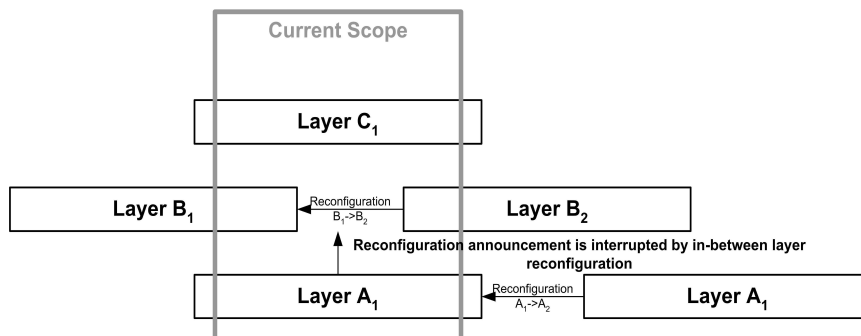 Current Scope
Layer C₁
Layer B₁
Reconfiguration
B₁->B₂
Layer B₂
Reconfiguration announcement is interrupted by in-between layer
reconfiguration
Layer A₁
Reconfiguration
A₁->A₂
Layer A₁